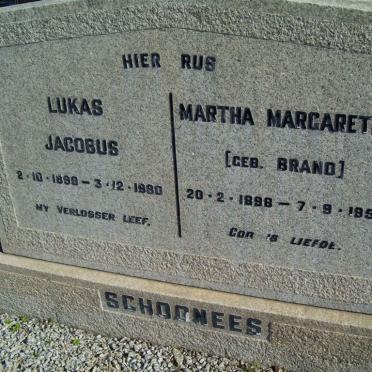 HIER RUS
LUKAS
JACOBUS
2·10·1890–3·12·1980
MY VERLOSSER LEEF.
MARTHA MARGARET
[GEB. BRAND]
20·2·1898–7·9·195
GOD IS LIEFDE.
SCHOONEES